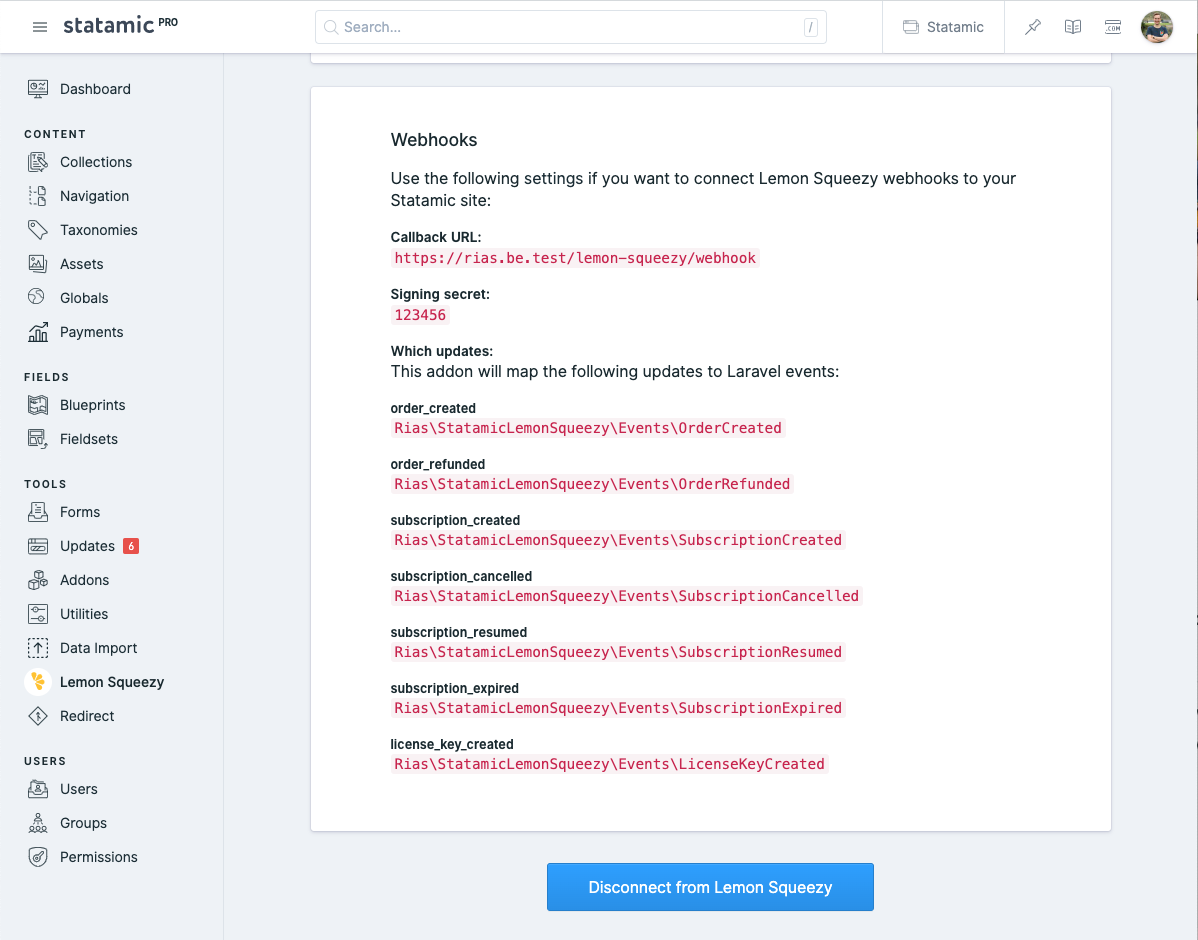 statamic PRO
Search...
/
Statamic
.COM
Dashboard
CONTENT
Collections
Navigation
Taxonomies
Assets
Globals
Payments
FIELDS
Blueprints
Fieldsets
TOOLS
Forms
Updates 6
Addons
Utilities
Data Import
Lemon Squeezy
Redirect
USERS
Users
Groups
Permissions
Webhooks
Use the following settings if you want to connect Lemon Squeezy webhooks to your
Statamic site:
Callback URL:
https://rias.be.test/lemon-squeezy/webhook
Signing secret:
123456
Which updates:
This addon will map the following updates to Laravel events:
order_created
Rias\StatamicLemonSqueezy\Events\OrderCreated
order_refunded
Rias\StatamicLemonSqueezy\Events\OrderRefunded
subscription_created
Rias\StatamicLemonSqueezy\Events\SubscriptionCreated
subscription_cancelled
Rias\StatamicLemonSqueezy\Events\SubscriptionCancelled
subscription_resumed
Rias\StatamicLemonSqueezy\Events\SubscriptionResumed
subscription_expired
Rias\StatamicLemonSqueezy\Events\SubscriptionExpired
license_key_created
Rias\StatamicLemonSqueezy\Events\LicenseKeyCreated
Disconnect from Lemon Squeezy